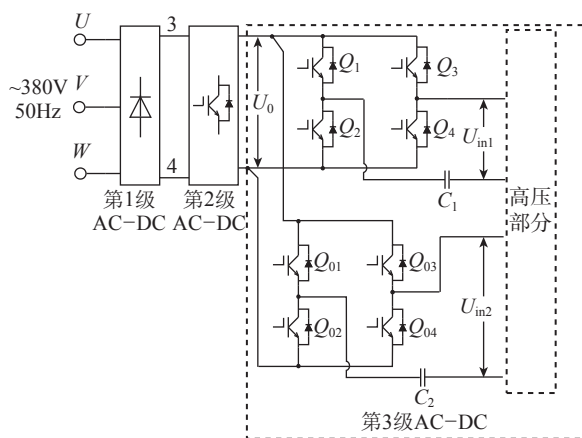 U
3
~380V
50Hz
V
W
4
第1级
AC−DC
第2级
AC−DC
U0
Q1
Q3
Q2
Q4
Uin1
C1
高压
部分
Q01
Q03
Q02
Q04
Uin2
C2
第3级AC−DC